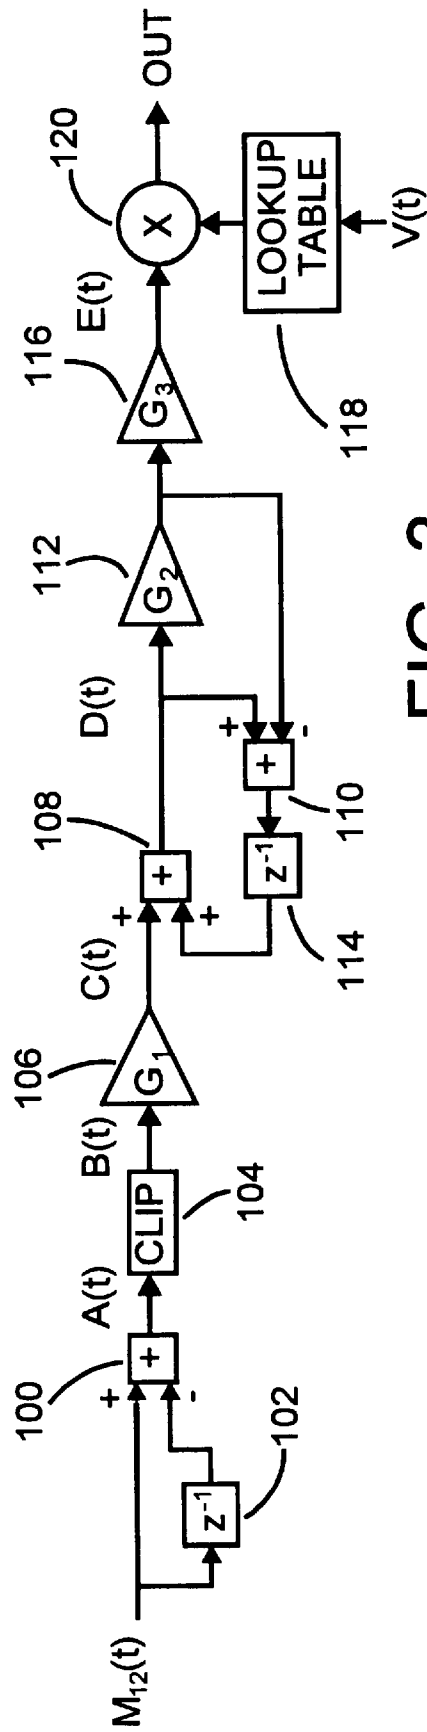 M₁₂(t)
z⁻¹
102
+
-
100
+
A(t)
CLIP
104
B(t)
G₁
106
C(t)
+
+
108
+
z⁻¹
114
D(t)
+
-
+
110
G₂
112
G₃
116
E(t)
X
120
OUT
LOOKUP
TABLE
118
V(t)
FIG.